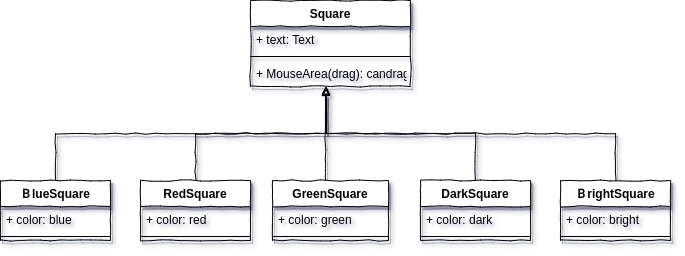 Square
+ text: Text
+ MouseArea(drag): candrag
BlueSquare
RedSquare
GreenSquare
DarkSquare
BrightSquare
+ color: blue
+ color: red
+ color: green
+ color: dark
+ color: bright